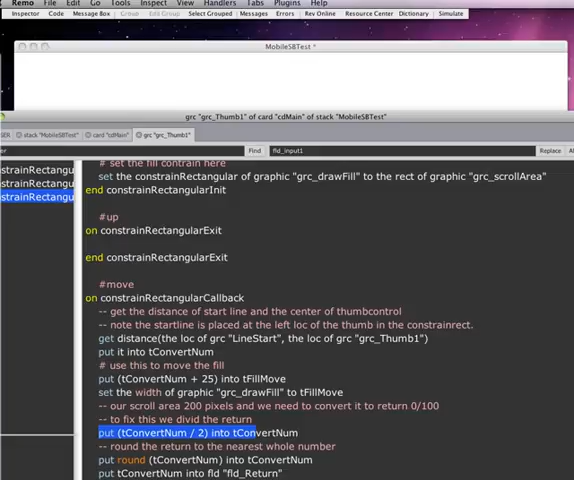 Remo File Edit Go Tools Inspect View Handlers Tabs Plugins Help
Inspector Code Message Box Group Edit Group Select Grouped Messages Errors Rev Online Resource Center Dictionary Simulate
MobileSBTest *
grc "grc_Thumb1" of card "cdMain" of stack "MobileSBTest"
stack "MobileSBTest" card "cdMain" grc "grc_Thumb1"
Find fld_input1 Replace
# set the fill contrain here
set the constrainRectangular of graphic "grc_drawFill" to the rect of graphic "grc_scrollArea"
end constrainRectangularInit
#up
on constrainRectangularExit
end constrainRectangularExit
#move
on constrainRectangularCallback
-- get the distance of start line and the center of thumbcontrol
-- note the startline is placed at the left loc of the thumb in the constrainrect.
get distance(the loc of grc "LineStart", the loc of grc "grc_Thumb1")
put it into tConvertNum
# use this to move the fill
put (tConvertNum + 25) into tFillMove
set the width of graphic "grc_drawFill" to tFillMove
-- our scroll area 200 pixels and we need to convert it to return 0/100
-- to fix this we divid the return
put (tConvertNum / 2) into tConvertNum
-- round the return to the nearest whole number
put round (tConvertNum) into tConvertNum
put tConvertNum into fld "fld_Return"